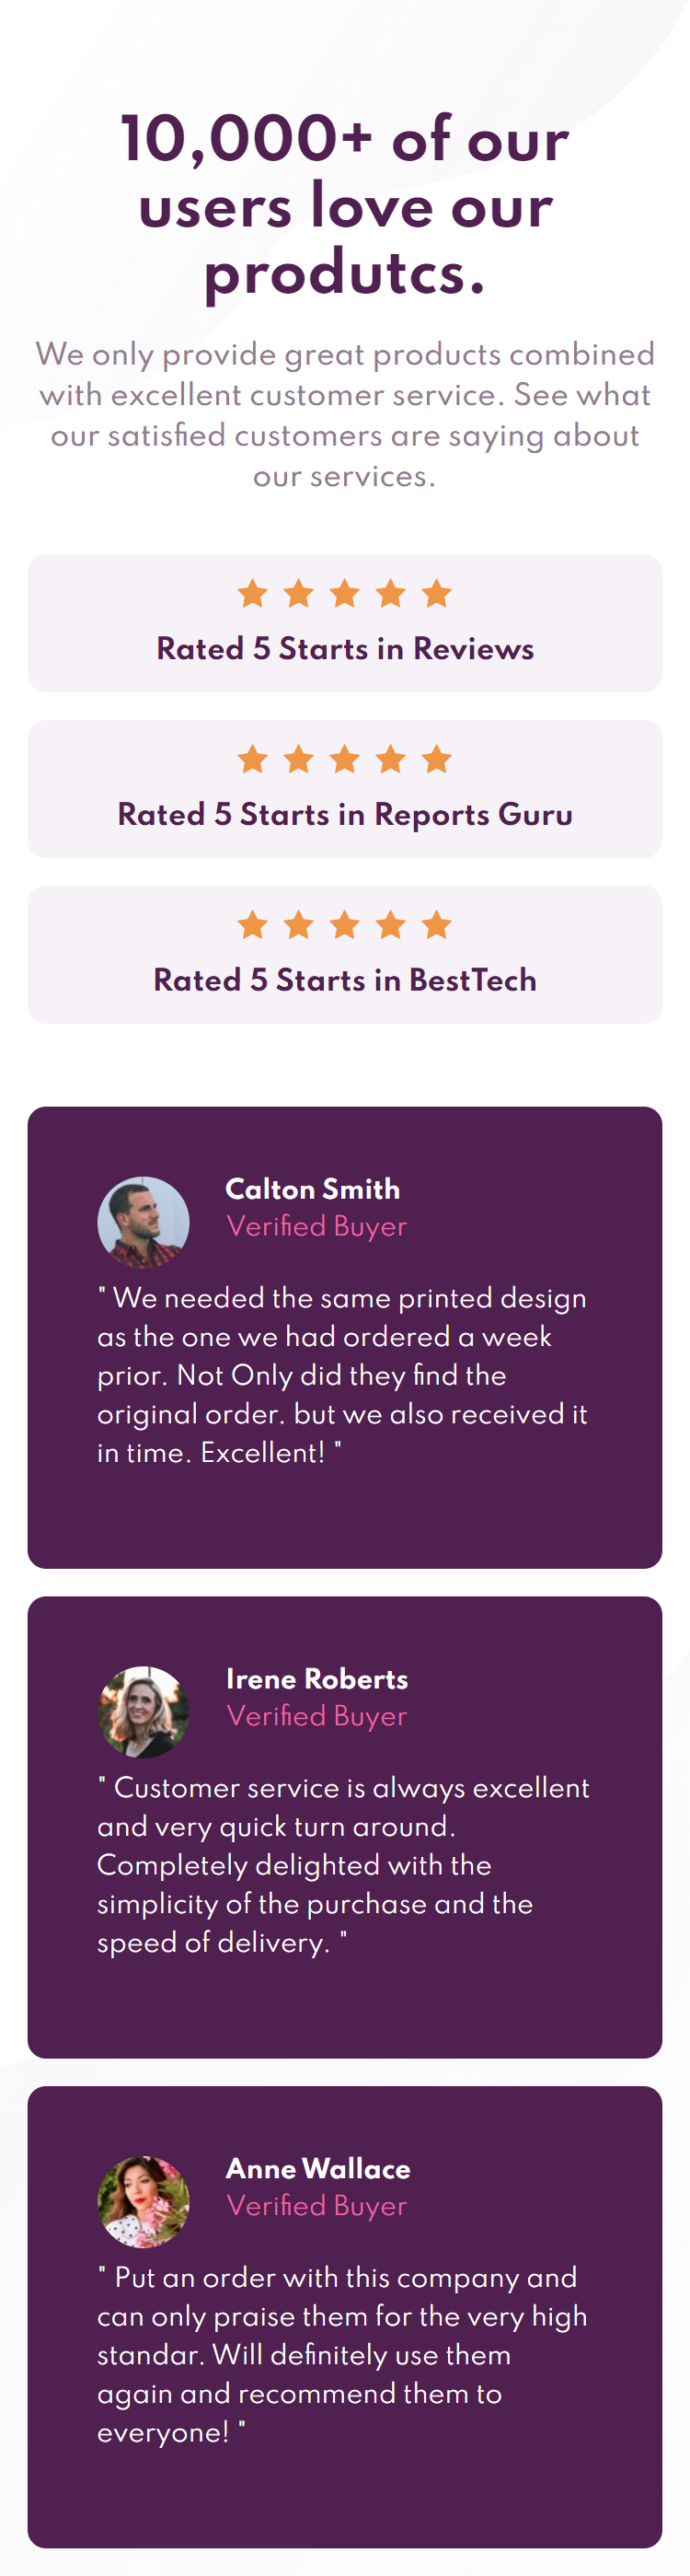 10,000+ of our
users love our
produtcs.
We only provide great products combined
with excellent customer service. See what
our satisfied customers are saying about
our services.
Rated 5 Starts in Reviews
Rated 5 Starts in Reports Guru
Rated 5 Starts in BestTech
Calton Smith
Verified Buyer
" We needed the same printed design
as the one we had ordered a week
prior. Not Only did they find the
original order. but we also received it
in time. Excellent! "
Irene Roberts
Verified Buyer
" Customer service is always excellent
and very quick turn around.
Completely delighted with the
simplicity of the purchase and the
speed of delivery. "
Anne Wallace
Verified Buyer
" Put an order with this company and
can only praise them for the very high
standar. Will definitely use them
again and recommend them to
everyone! "